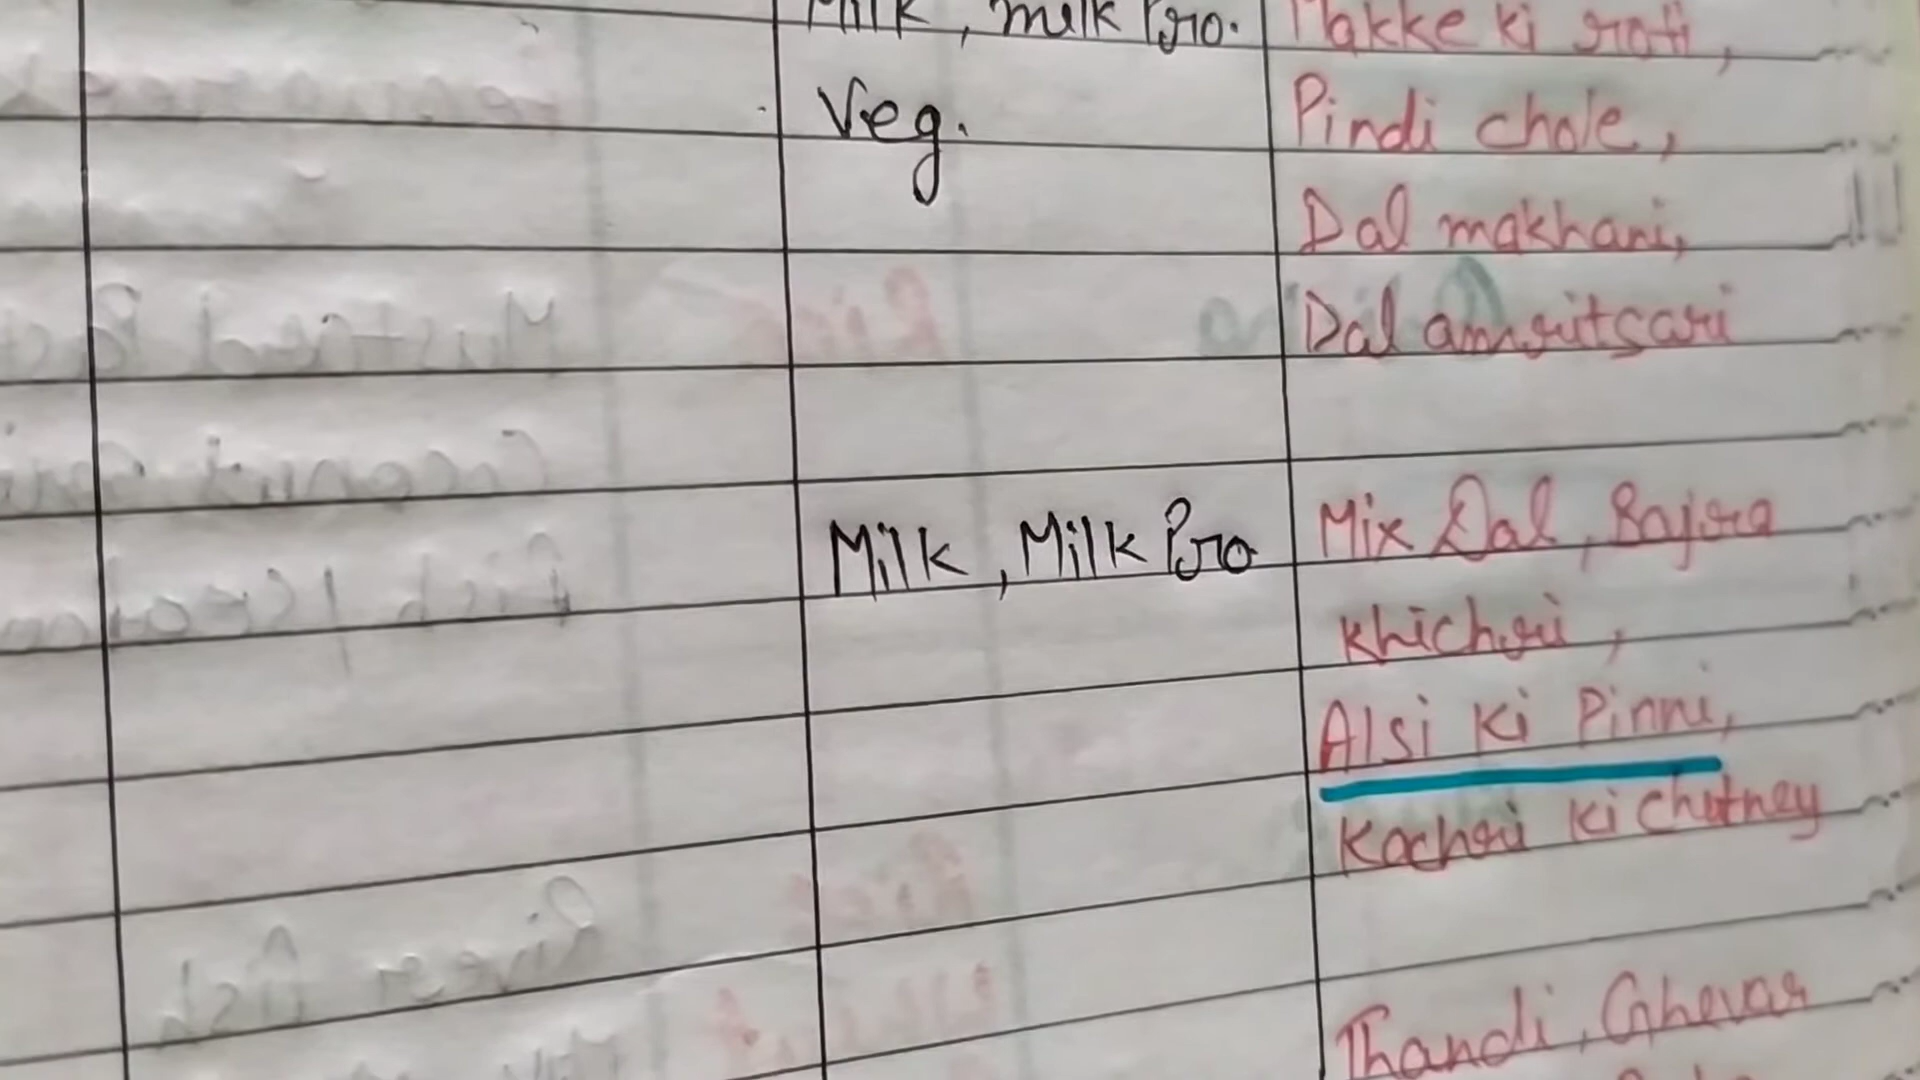 Milk, milk Pro. Makke ki roti,
Veg. Pindi chole,
Dal makhani,
Dal amritsari
Milk, Milk Pro Mix Dal, Bajra
khichri,
Alsi Ki Pinni,
Kachri Ki Chutney
Thandi, Ghevar